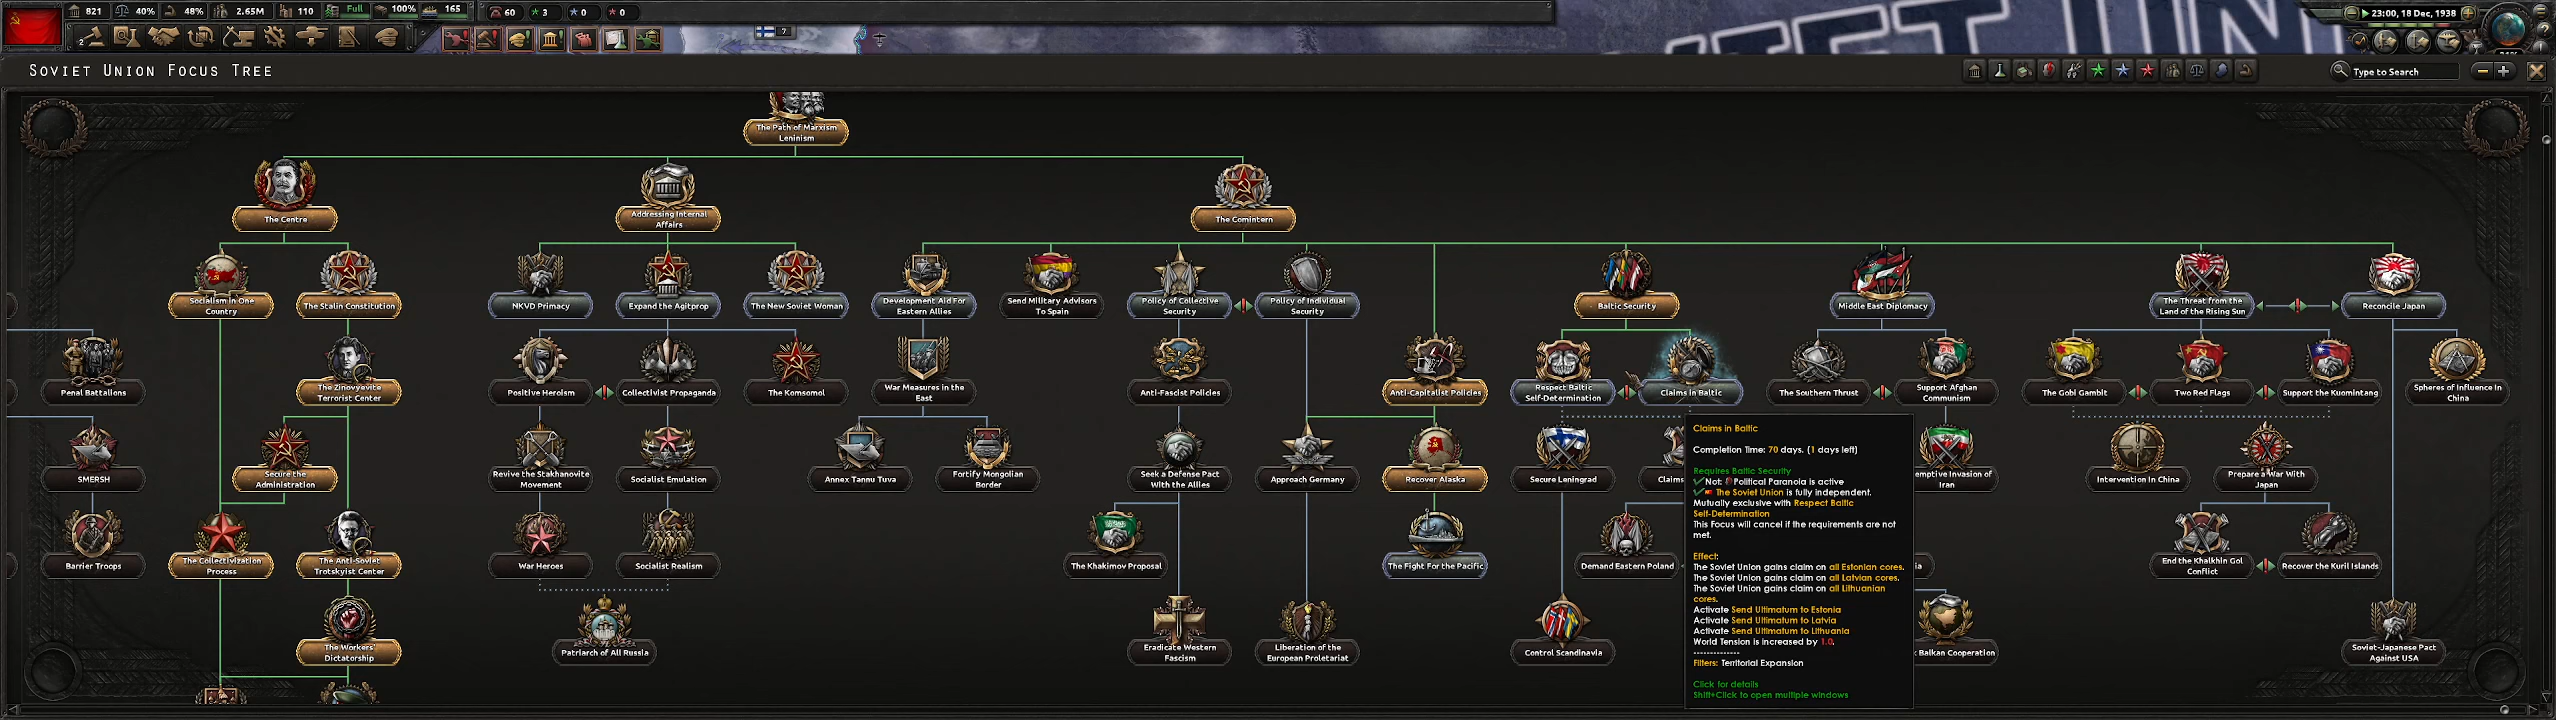 821 40% 48% 2.65M 110 Full 100% 165 60 3 0 0
23:00, 18 Dec, 1938
2
7
SOVIET UNION FOCUS TREE
Type to Search
The Path of Marxism
Leninism
The Centre
Addressing Internal
Affairs
The Comintern
Socialism in One
Country
The Stalin Constitution
NKVD Primacy
Expand the Agitprop
The New Soviet Woman
Development Aid For
Eastern Allies
Send Military Advisors
To Spain
Policy of Collective
Security
Policy of Individual
Security
Baltic Security
Middle East Diplomacy
The Threat from the
Land of the Rising Sun
Reconcile Japan
Penal Battalions
The Zinovyevite
Terrorist Center
Positive Heroism
Collectivist Propaganda
The Komsomol
War Measures in the
East
Anti-Fascist Policies
Anti-Capitalist Policies
Respect Baltic
Self-Determination
Claims in Baltic
The Southern Thrust
Support Afghan
Communism
The Gobi Gambit
Two Red Flags
Support the Kuomintang
Spheres of Influence in
China
SMERSH
Secure the
Administration
Revive the Stakhanovite
Movement
Socialist Emulation
Annex Tannu Tuva
Fortify Mongolian
Border
Seek a Defense Pact
With the Allies
Approach Germany
Recover Alaska
Secure Leningrad
Claims
emptive Invasion of
Iran
Intervention in China
Prepare a War With
Japan
Barrier Troops
The Collectivization
Process
The Anti-Soviet
Trotskyist Center
War Heroes
Socialist Realism
The Khakimov Proposal
The Fight For the Pacific
Demand Eastern Poland
End the Khalkhin Gol
Conflict
Recover the Kuril Islands
The Workers'
Dictatorship
Patriarch of All Russia
Eradicate Western
Fascism
Liberation of the
European Proletariat
Control Scandinavia
Balkan Cooperation
Soviet-Japanese Pact
Against USA
Claims in Baltic
Completion Time: 70 days. (1 days left)
Requires Baltic Security
Not: Political Paranoia is active
The Soviet Union is fully independent.
Mutually exclusive with Respect Baltic
Self-Determination
This Focus will cancel if the requirements are not
met.
Effect:
The Soviet Union gains claim on all Estonian cores.
The Soviet Union gains claim on all Latvian cores.
The Soviet Union gains claim on all Lithuanian
cores.
Activate Send Ultimatum to Estonia
Activate Send Ultimatum to Latvia
Activate Send Ultimatum to Lithuania
World Tension is increased by 1.0.
--------------
Filters: Territorial Expansion
Click for details
Shift+Click to open multiple windows